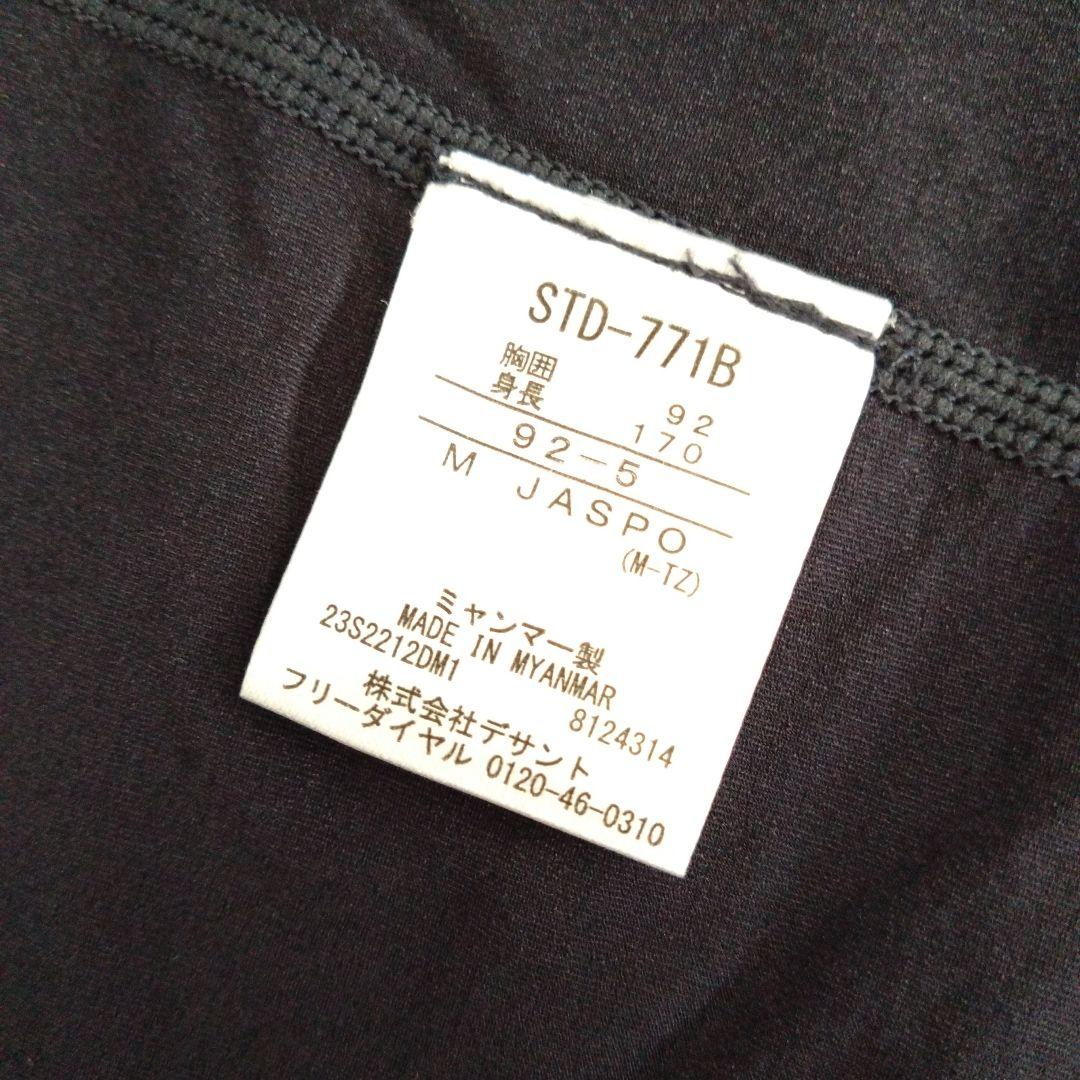 STD-771B
胸囲 92
身長 170
92-5
M JASPO
(M-TZ)
ミャンマー製
MADE IN MYANMAR
23S2212DM1 8124314
株式会社デサント
フリーダイヤル 0120-46-0310